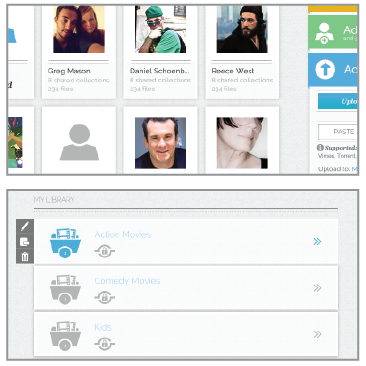 Ad
Greg Mason
Daniel Schoenb...
Reece West
8 shared collections
8 shared collections
8 shared collections
234 files
234 files
234 files
Ac
Uplo
PASTE
Supported:
Vimeo, Torrent,
Upload to: M
MY LIBRARY
Action Movies
Comedy Movies
Kids